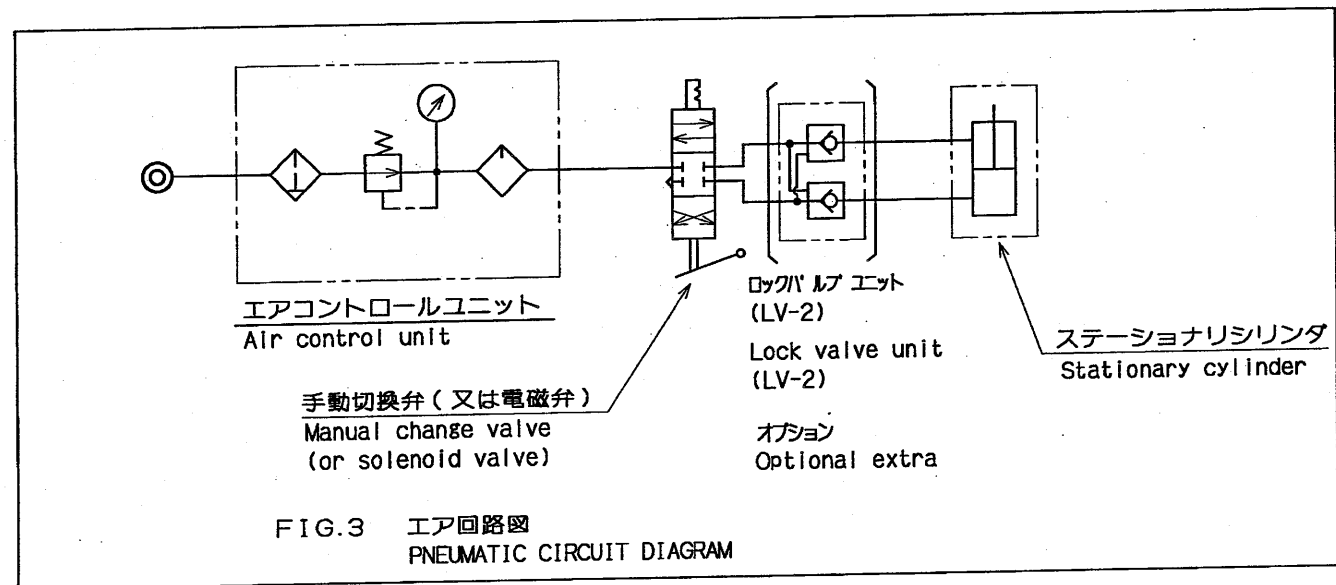 エアコントロールユニット
Air control unit
手動切換弁(又は電磁弁)
Manual change valve
(or solenoid valve)
ロックバルブ ユニット
(LV-2)
Lock valve unit
(LV-2)
オプション
Optional extra
ステーショナリシリンダ
Stationary cylinder
FIG.3 エア回路図
PNEUMATIC CIRCUIT DIAGRAM